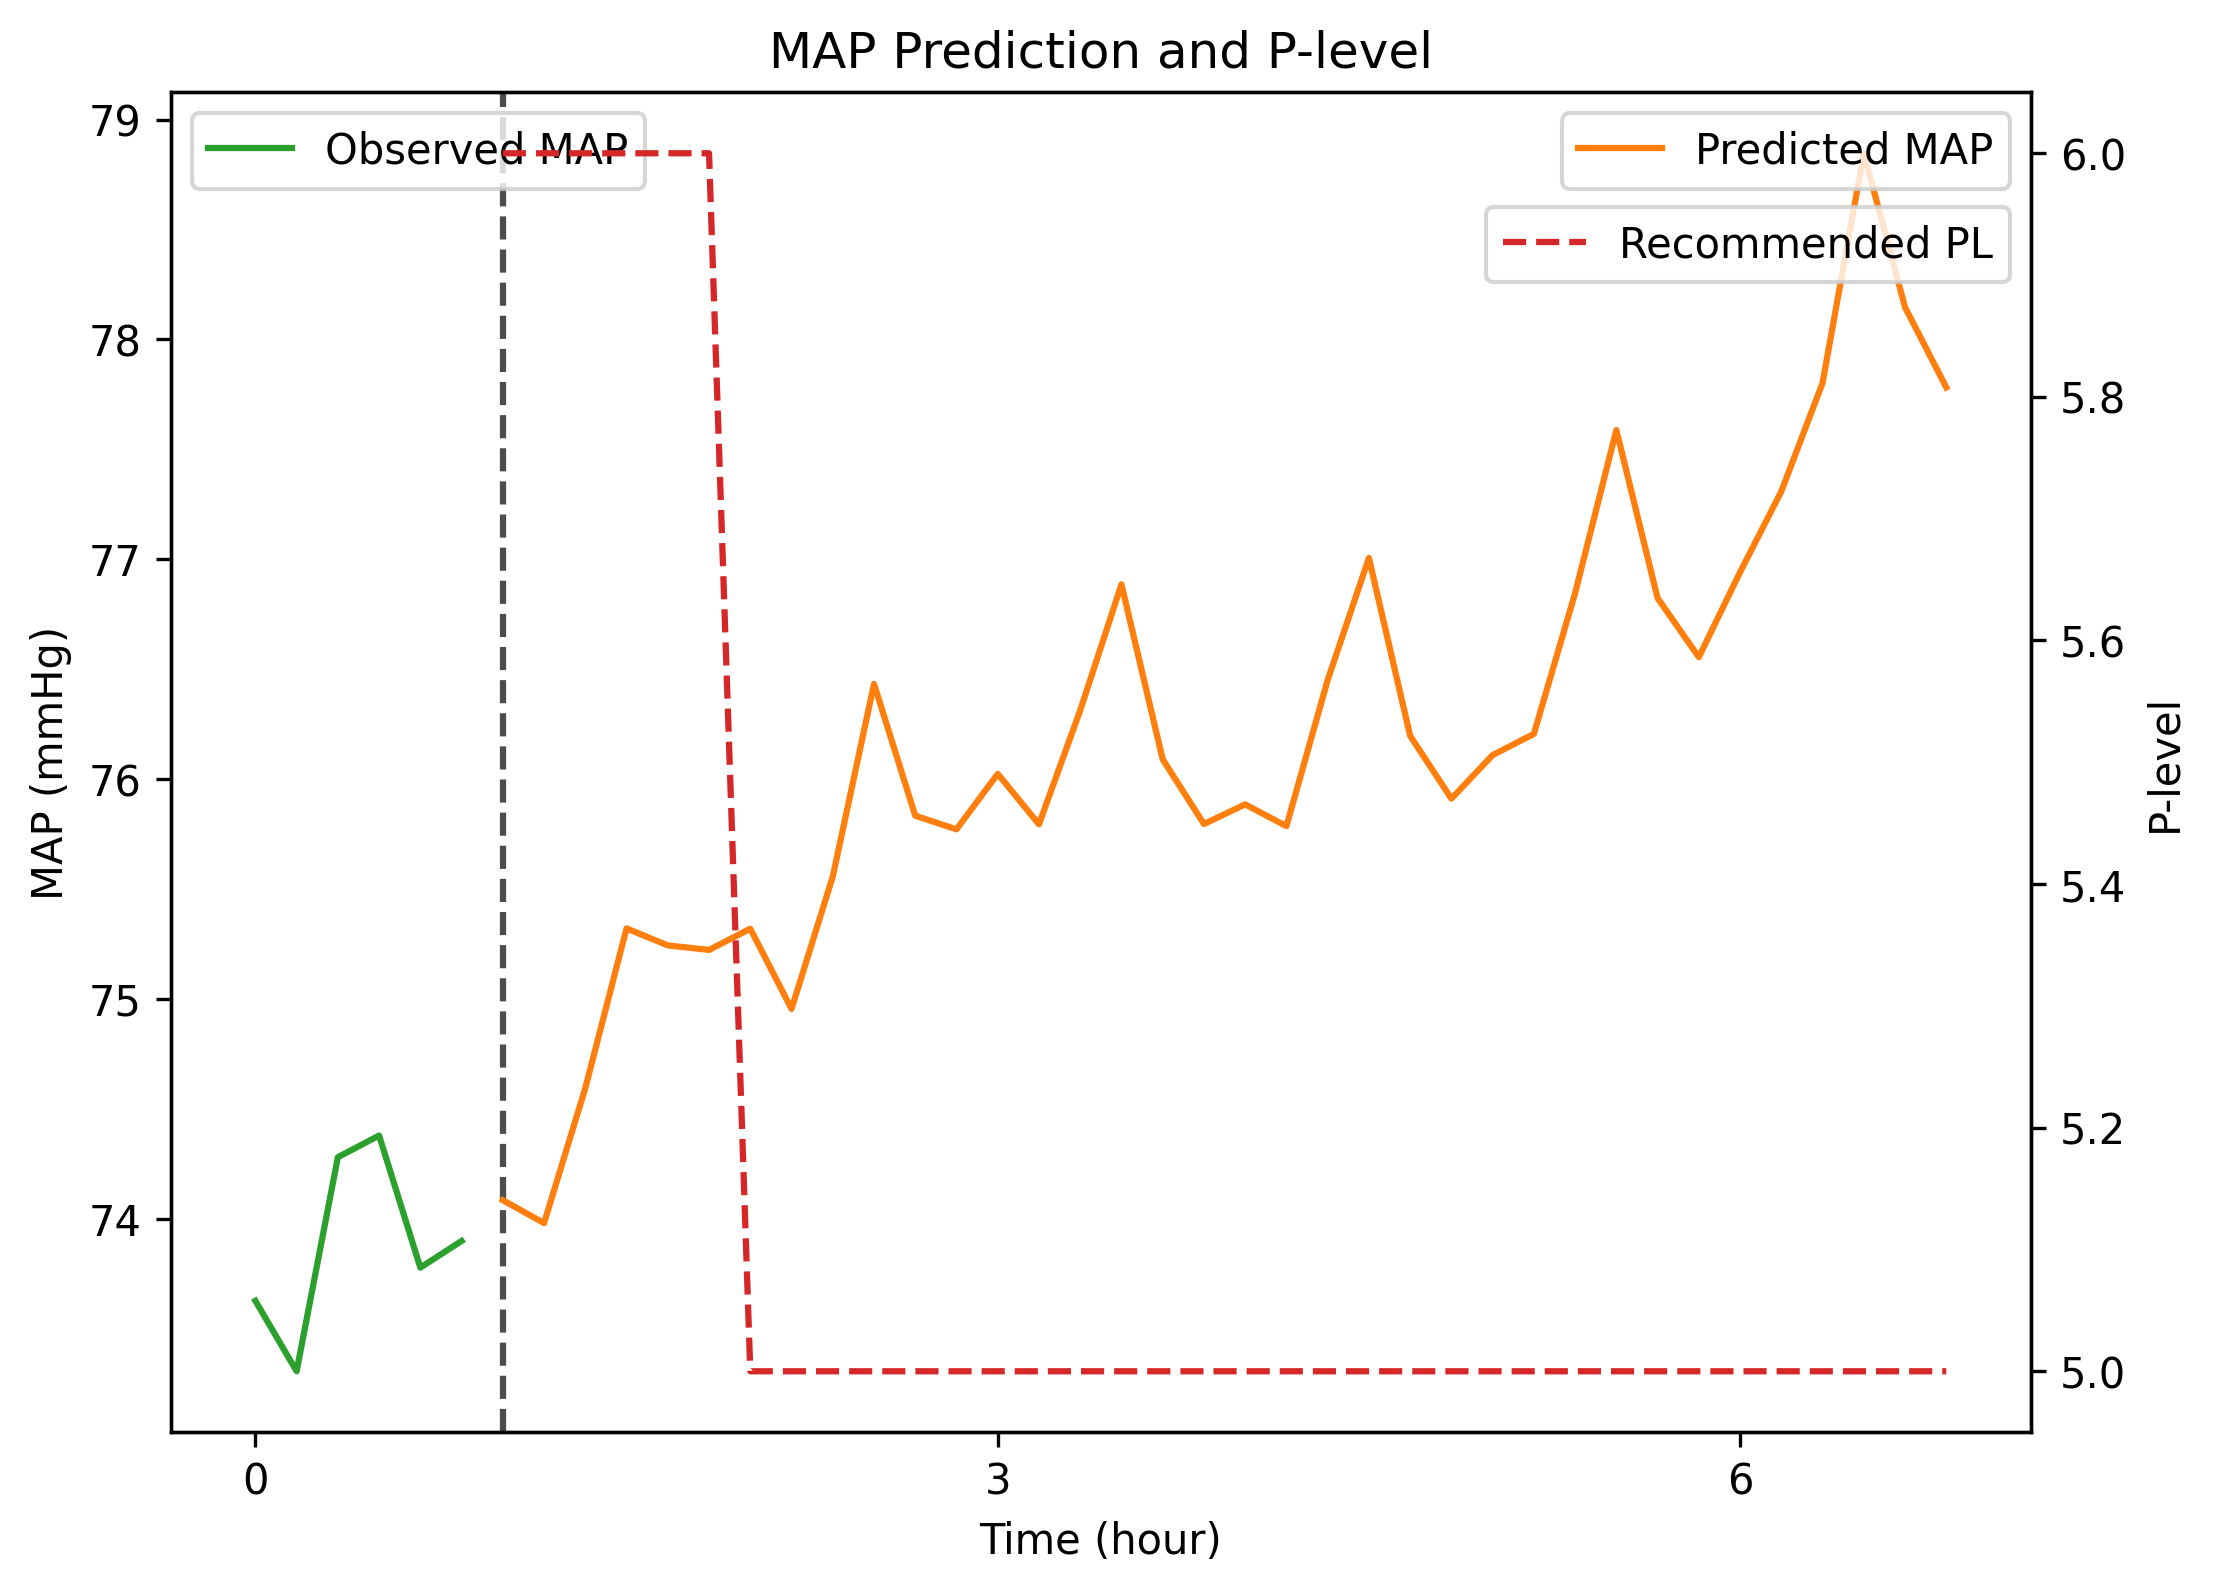 MAP Prediction and P-level
Observed MAP
Predicted MAP
Recommended PL
79
78
77
76
75
74
MAP (mmHg)
6.0
5.8
5.6
5.4
5.2
5.0
P-level
0
3
6
Time (hour)